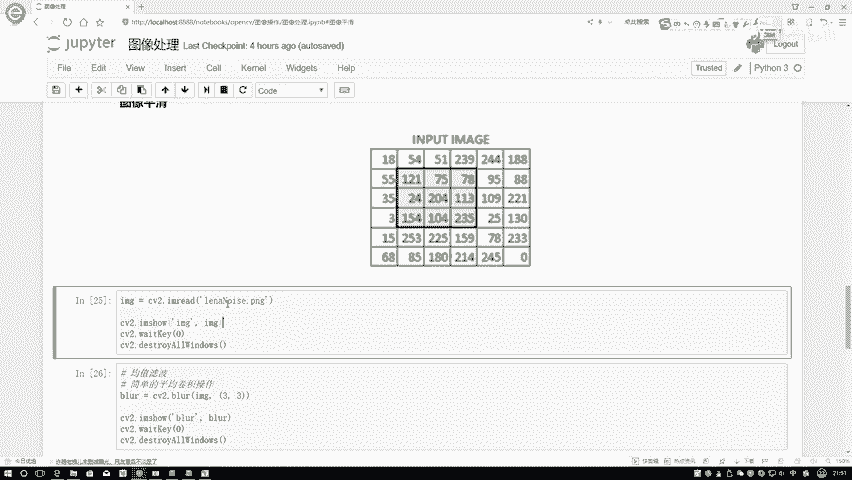 图像平滑
http://localhost:8888/notebooks/opencv/图像操作/图像处理.ipynb#图像平滑
jupyter 图像处理 Last Checkpoint: 4 hours ago (autosaved)
Logout
File Edit View Insert Cell Kernel Widgets Help
Trusted Python 3
Code
图像平滑
INPUT IMAGE
18 54 51 239 244 188
55 121 75 78 95 88
35 24 204 113 109 221
3 154 104 235 25 130
15 253 225 159 78 233
68 85 180 214 245 0
In [25]: img = cv2.imread('lenaNoise.png')
cv2.imshow('img', img)
cv2.waitKey(0)
cv2.destroyAllWindows()
In [26]: # 均值滤波
# 简单的平均卷积操作
blur = cv2.blur(img, (3, 3))
cv2.imshow('blur', blur)
cv2.waitKey(0)
cv2.destroyAllWindows()
150%
21:51